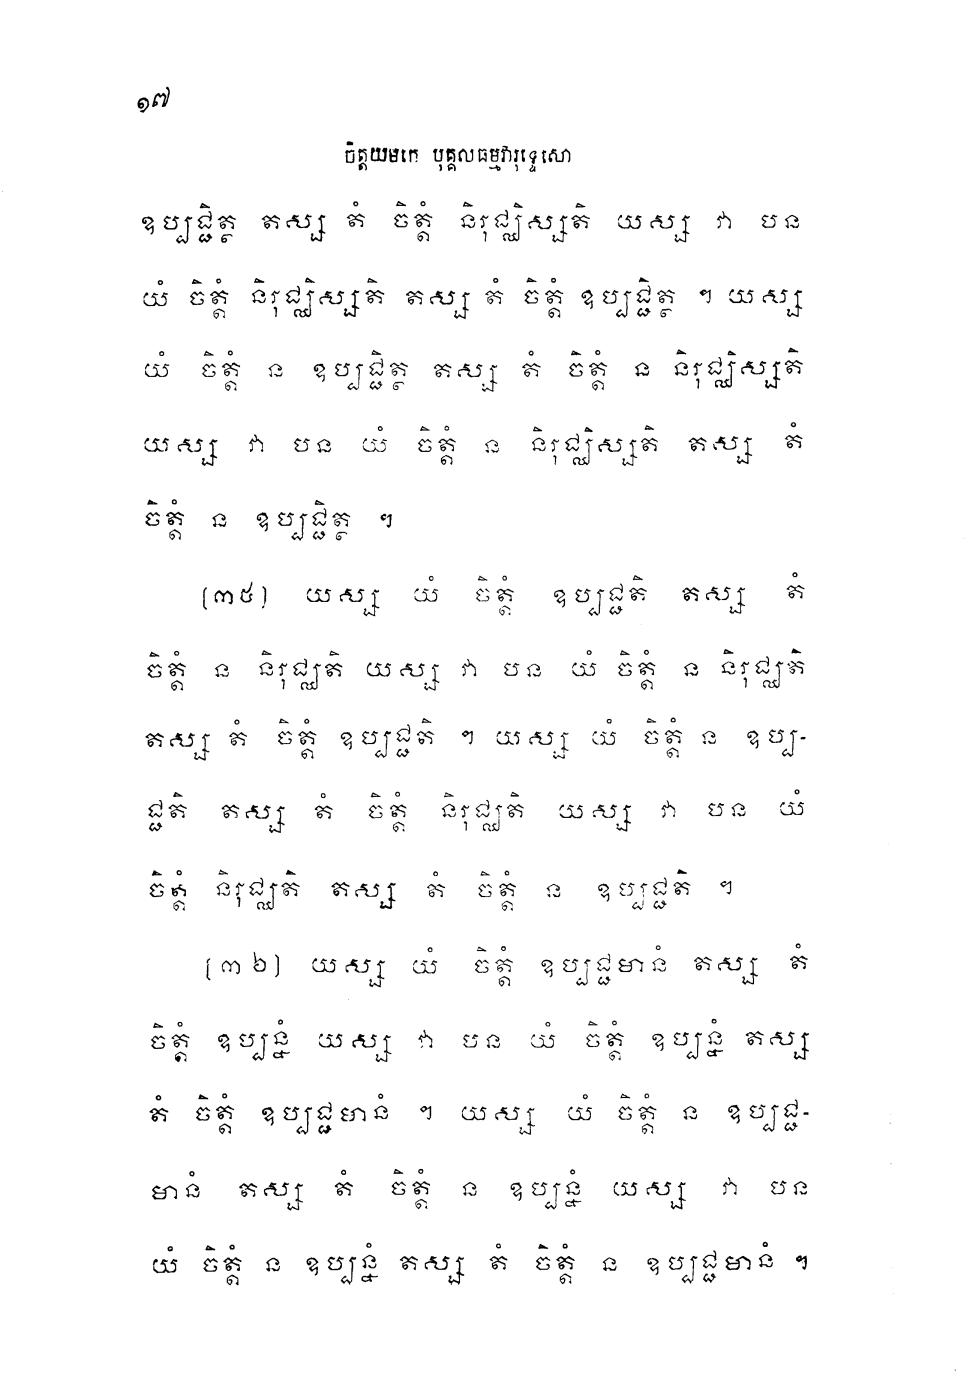 ១៧
ចិត្តយមកេ បុគ្គលធម្មវារុទ្ទេសោ
ឧប្បជ្ជិត្ថ តស្ស តំ ចិត្តំ និរុជ្ឈិស្សតិ យស្ស វា បន
យំ ចិត្តំ និរុជ្ឈិស្សតិ តស្ស តំ ចិត្តំ ឧប្បជ្ជិត្ថ ។ យស្ស
យំ ចិត្តំ ន ឧប្បជ្ជិត្ថ តស្ស តំ ចិត្តំ ន និរុជ្ឈិស្សតិ
យស្ស វា បន យំ ចិត្តំ ន និរុជ្ឈិស្សតិ តស្ស តំ
ចិត្តំ ន ឧប្បជ្ជិត្ថ ។
(៣៥) យស្ស យំ ចិត្តំ ឧប្បជ្ជតិ តស្ស តំ
ចិត្តំ ន និរុជ្ឈតិ យស្ស វា បន យំ ចិត្តំ ន និរុជ្ឈតិ
តស្ស តំ ចិត្តំ ឧប្បជ្ជតិ ។ យស្ស យំ ចិត្តំ ន ឧប្ប-
ជ្ជតិ តស្ស តំ ចិត្តំ និរុជ្ឈតិ យស្ស វា បន យំ
ចិត្តំ និរុជ្ឈតិ តស្ស តំ ចិត្តំ ន ឧប្បជ្ជតិ ។
(៣៦) យស្ស យំ ចិត្តំ ឧប្បជ្ជមានំ តស្ស តំ
ចិត្តំ ឧប្បន្នំ យស្ស វា បន យំ ចិត្តំ ឧប្បន្នំ តស្ស
តំ ចិត្តំ ឧប្បជ្ជមានំ ។ យស្ស យំ ចិត្តំ ន ឧប្បជ្ជ-
មានំ តស្ស តំ ចិត្តំ ន ឧប្បន្នំ យស្ស វា បន
យំ ចិត្តំ ន ឧប្បន្នំ តស្ស តំ ចិត្តំ ន ឧប្បជ្ជមានំ ។